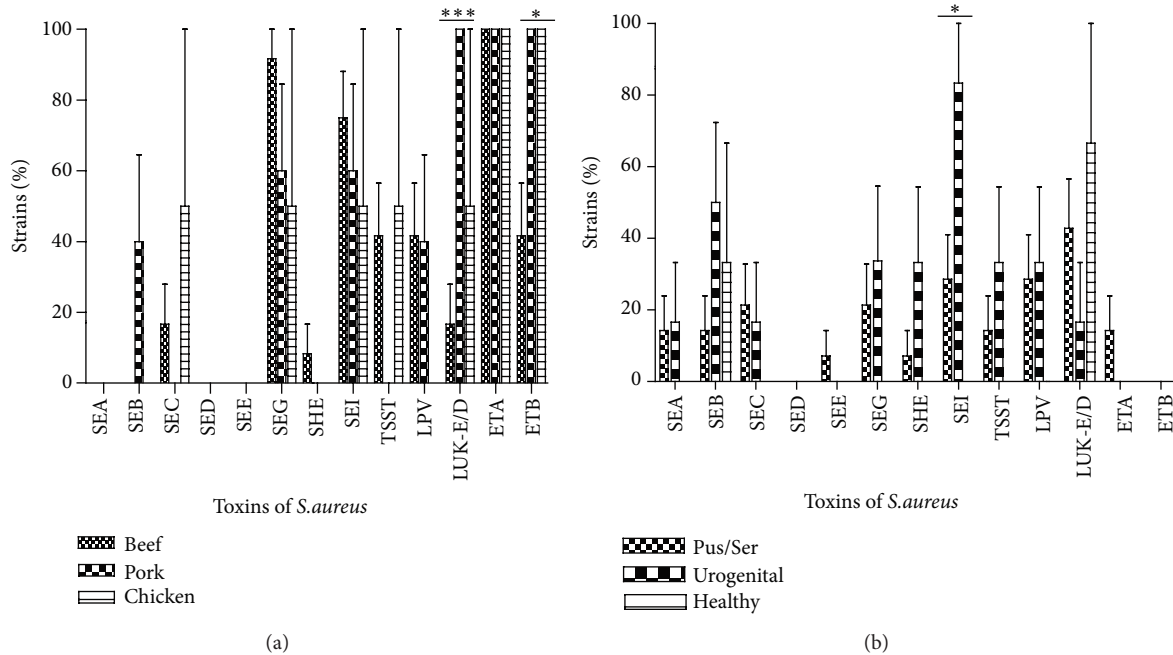 ***
*
100
80
60
40
20
0
Strains (%)
SEA
SEB
SEC
SED
SEE
SEG
SHE
SEI
TSST
LPV
LUK-E/D
ETA
ETB
Toxins of S.aureus
Beef
Pork
Chicken
(a)
*
100
80
60
40
20
0
Strains (%)
SEA
SEB
SEC
SED
SEE
SEG
SHE
SEI
TSST
LPV
LUK-E/D
ETA
ETB
Toxins of S.aureus
Pus/Ser
Urogenital
Healthy
(b)